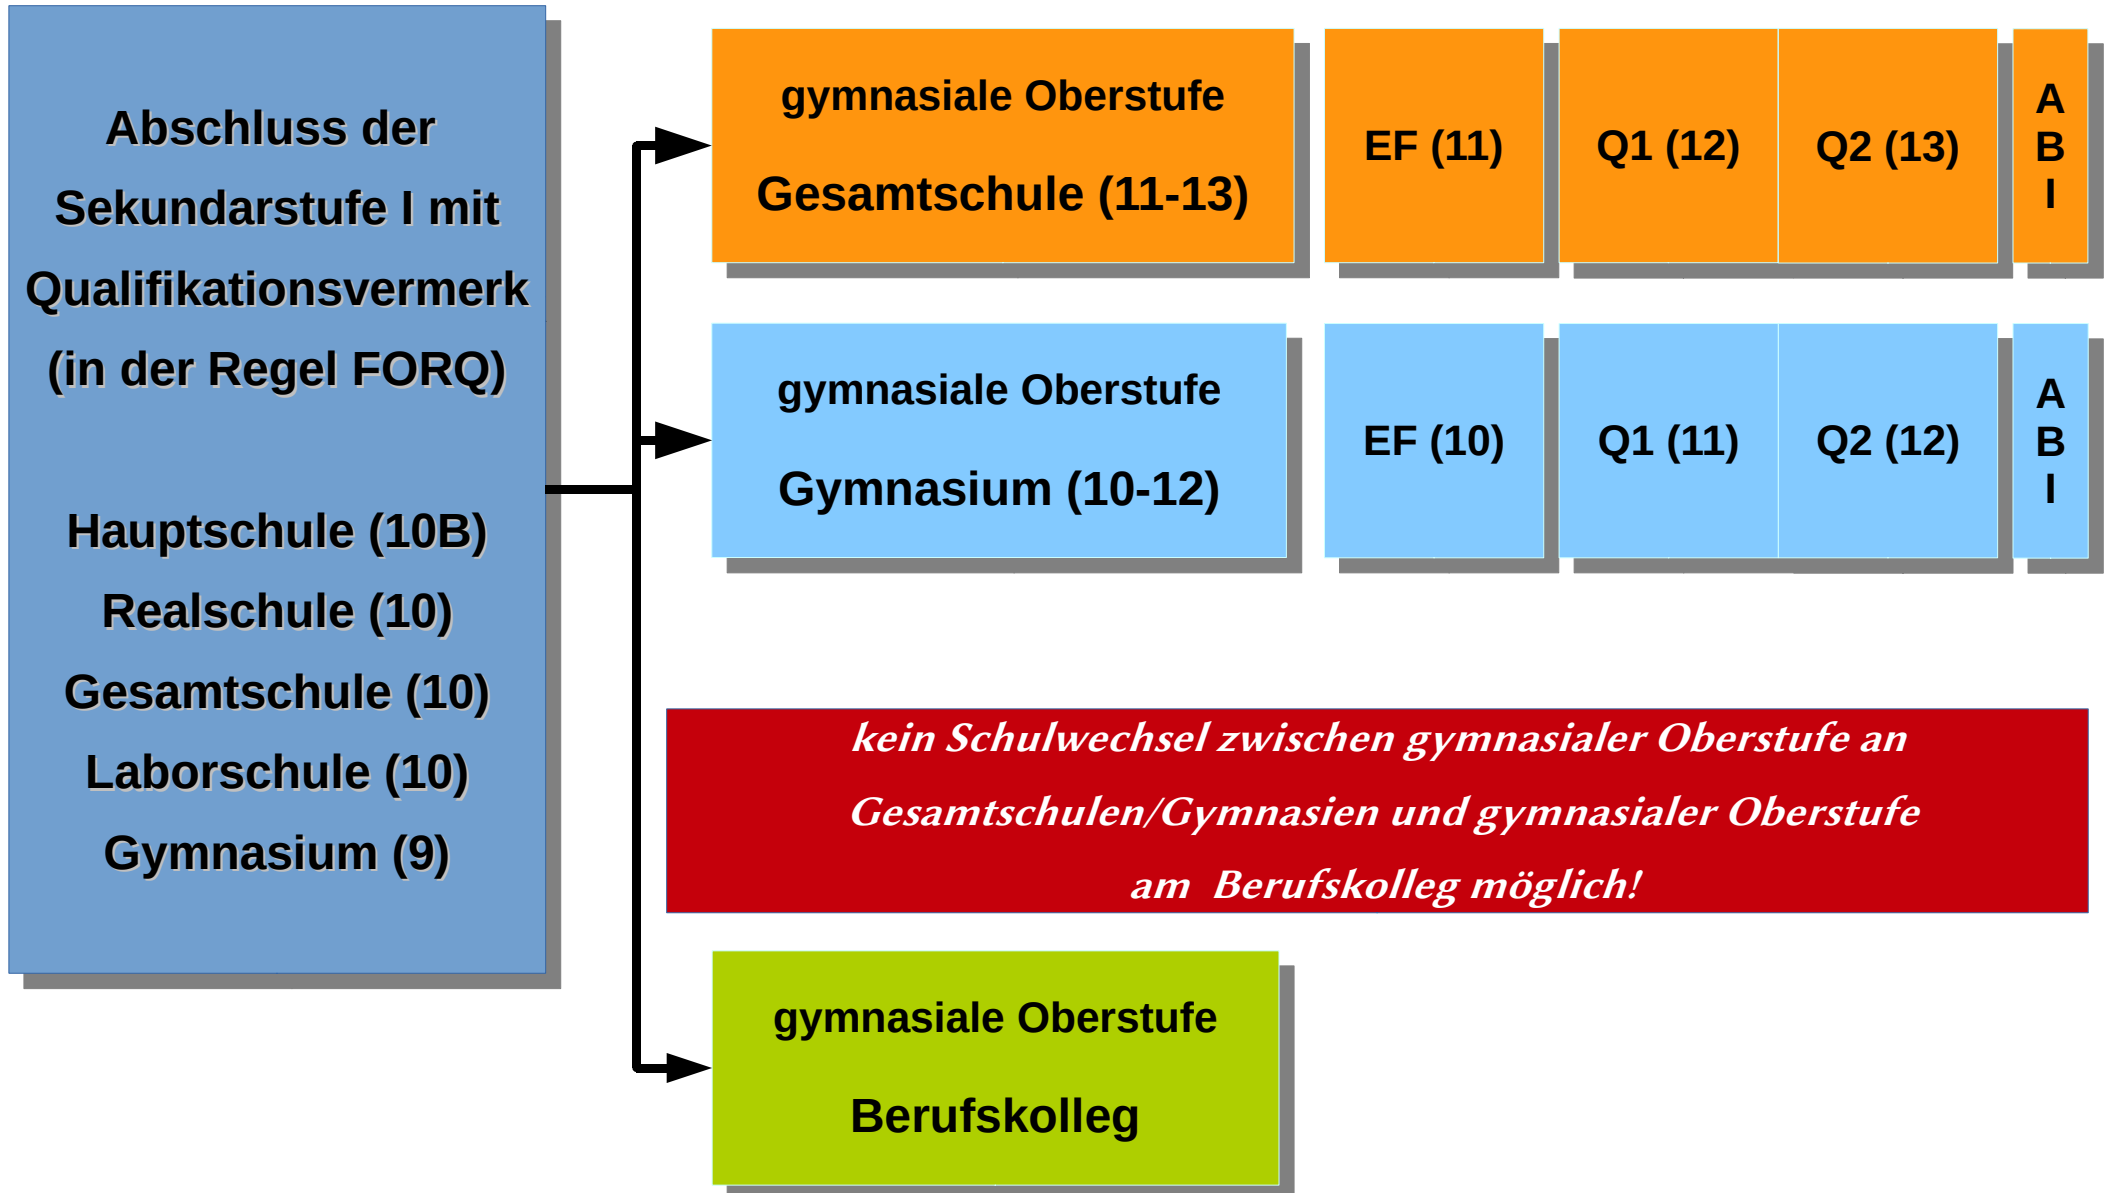 Abschluss der
Sekundarstufe I mit
Qualifikationsvermerk
(in der Regel FORQ)
Hauptschule (10B)
Realschule (10)
Gesamtschule (10)
Laborschule (10)
Gymnasium (9)
gymnasiale Oberstufe
Gesamtschule (11-13)
EF (11)
Q1 (12)
Q2 (13)
A
B
I
gymnasiale Oberstufe
Gymnasium (10-12)
EF (10)
Q1 (11)
Q2 (12)
A
B
I
kein Schulwechsel zwischen gymnasialer Oberstufe an
Gesamtschulen/Gymnasien und gymnasialer Oberstufe
am Berufskolleg möglich!
gymnasiale Oberstufe
Berufskolleg